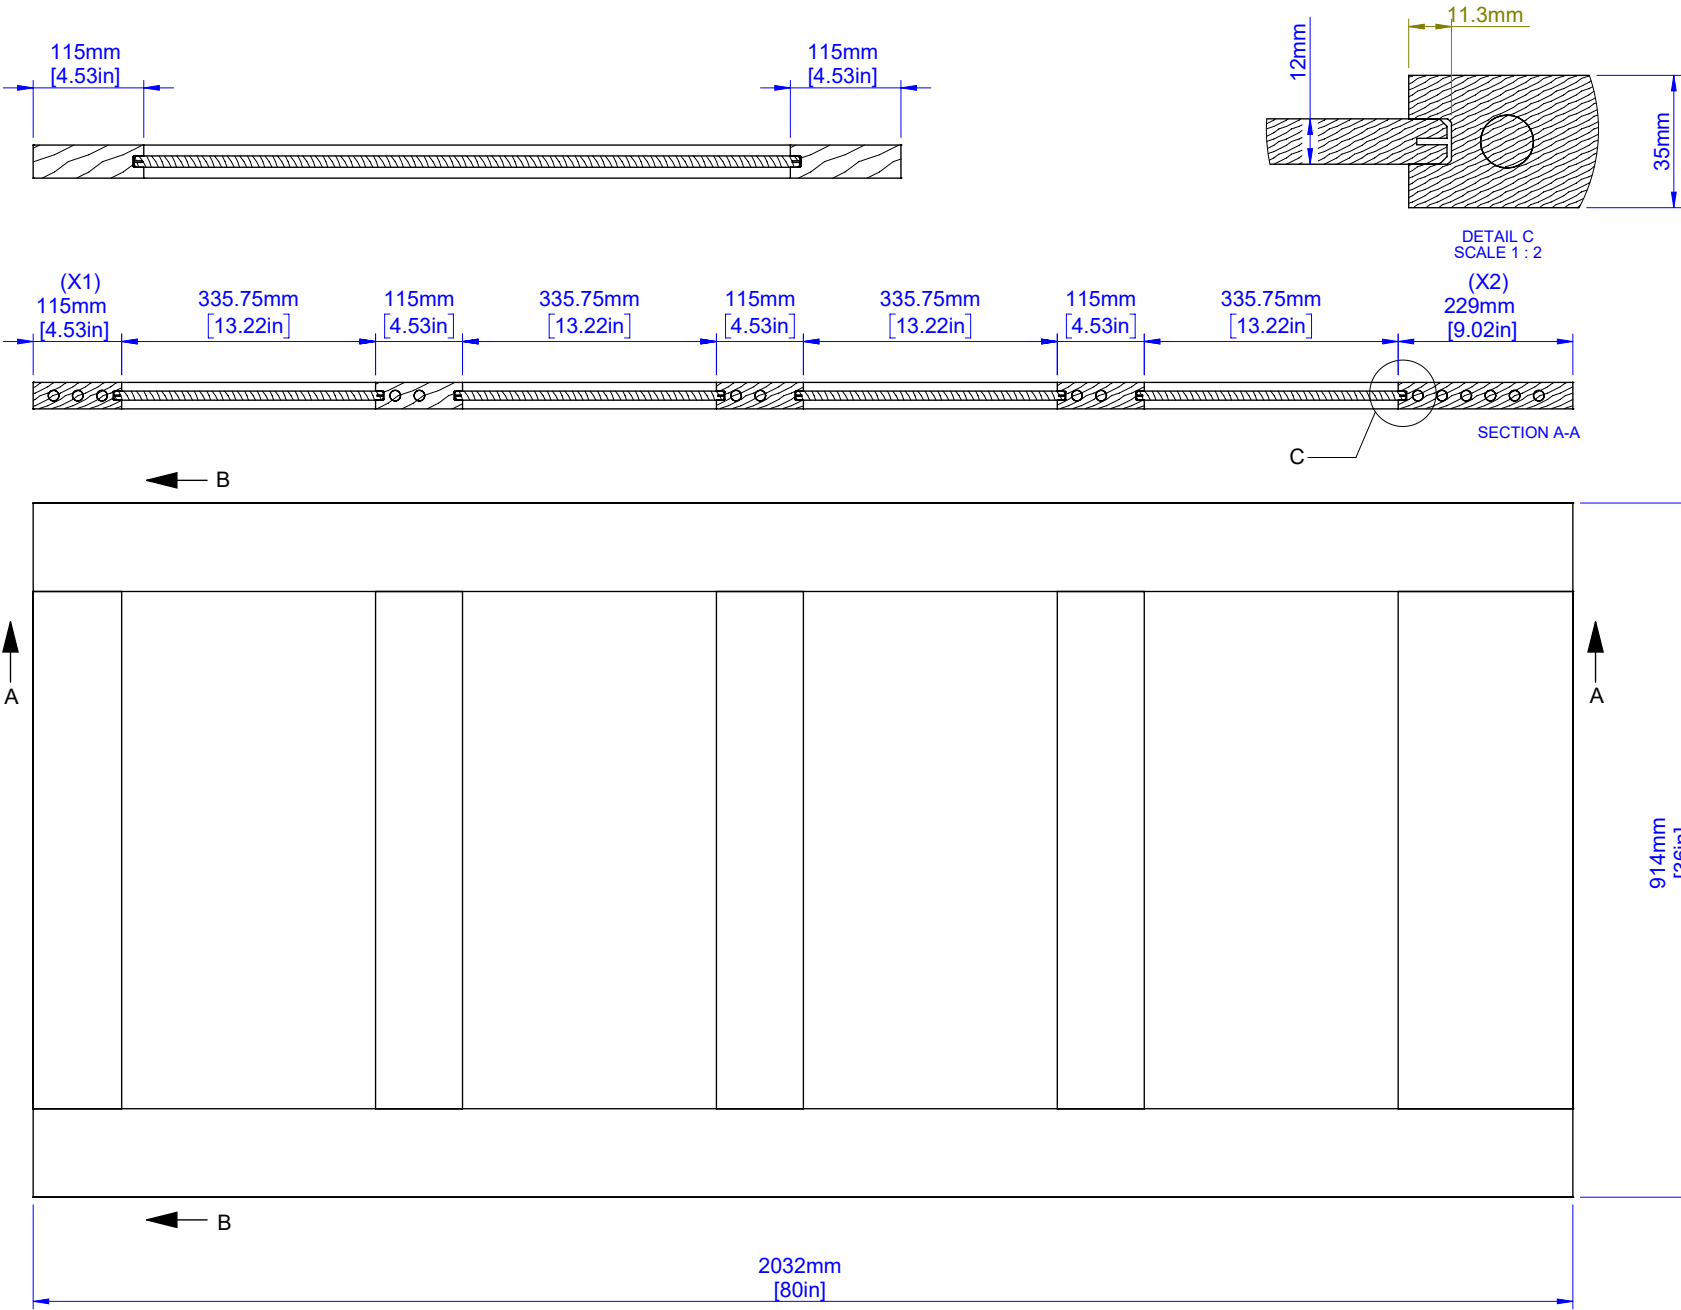 115mm
[4.53in]
115mm
[4.53in]
11.3mm
12mm
35mm
DETAIL C
SCALE 1 : 2
(X1)
115mm
[4.53in]
335.75mm
[13.22in]
115mm
[4.53in]
335.75mm
[13.22in]
115mm
[4.53in]
335.75mm
[13.22in]
115mm
[4.53in]
335.75mm
[13.22in]
(X2)
229mm
[9.02in]
SECTION A-A
C
B
A
A
914mm
[36in]
B
2032mm
[80in]